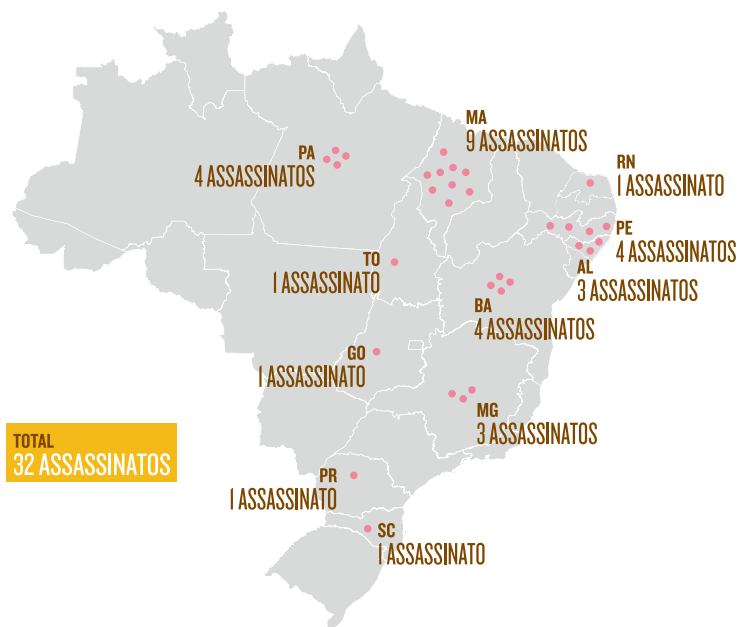 MA
9 ASSASSINATOS
PA
4 ASSASSINATOS
RN
1 ASSASSINATO
PE
4 ASSASSINATOS
AL
3 ASSASSINATOS
TO
1 ASSASSINATO
BA
4 ASSASSINATOS
GO
1 ASSASSINATO
MG
3 ASSASSINATOS
TOTAL
32 ASSASSINATOS
PR
1 ASSASSINATO
SC
1 ASSASSINATO